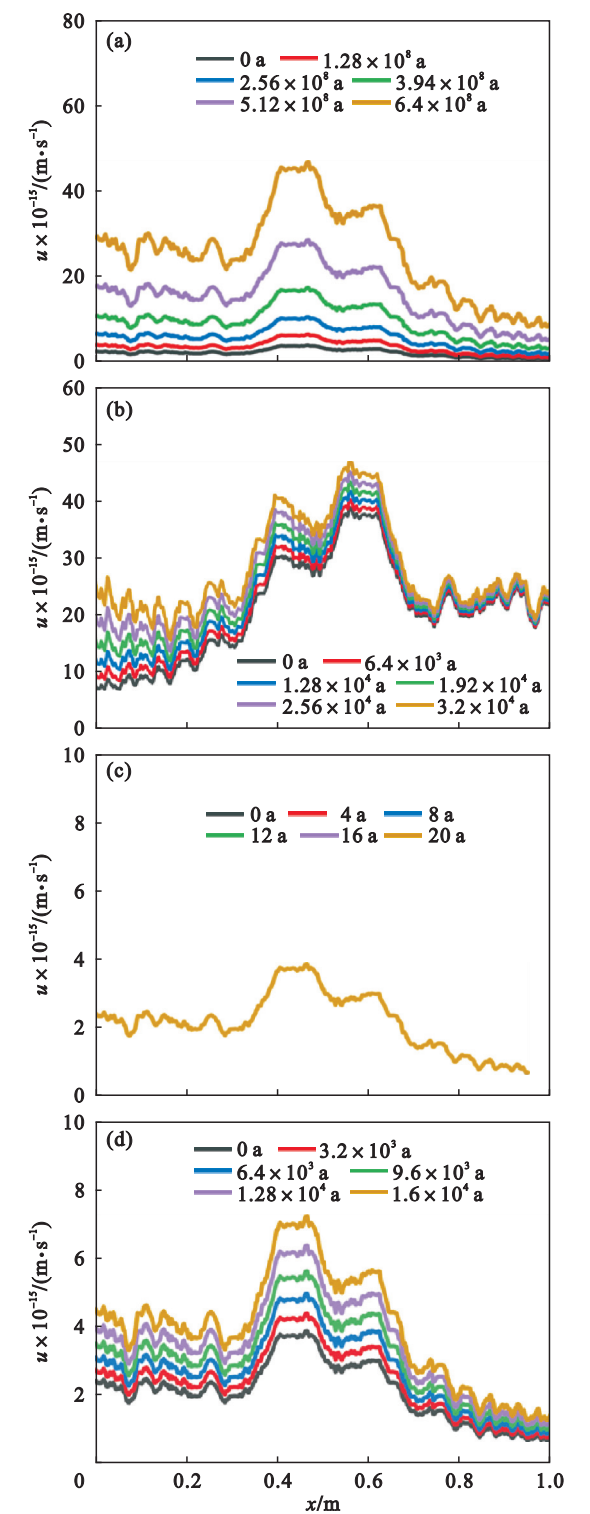 80
(a)
0 a 1.28×10⁸ a
2.56×10⁸ a 3.94×10⁸ a
5.12×10⁸ a 6.4×10⁸ a
60
40
20
0
u×10⁻¹⁵/(m•s⁻¹)
60
(b)
50
40
30
20
10
0
u×10⁻¹⁵/(m•s⁻¹)
0 a 6.4×10³ a
1.28×10⁴ a 1.92×10⁴ a
2.56×10⁴ a 3.2×10⁴ a
10
(c)
0 a 4 a 8 a
12 a 16 a 20 a
8
6
4
2
0
u×10⁻¹⁵/(m•s⁻¹)
10
(d)
0 a 3.2×10³ a
6.4×10³ a 9.6×10³ a
1.28×10⁴ a 1.6×10⁴ a
8
6
4
2
u×10⁻¹⁵/(m•s⁻¹)
0 0.2 0.4 0.6 0.8 1.0
x/m